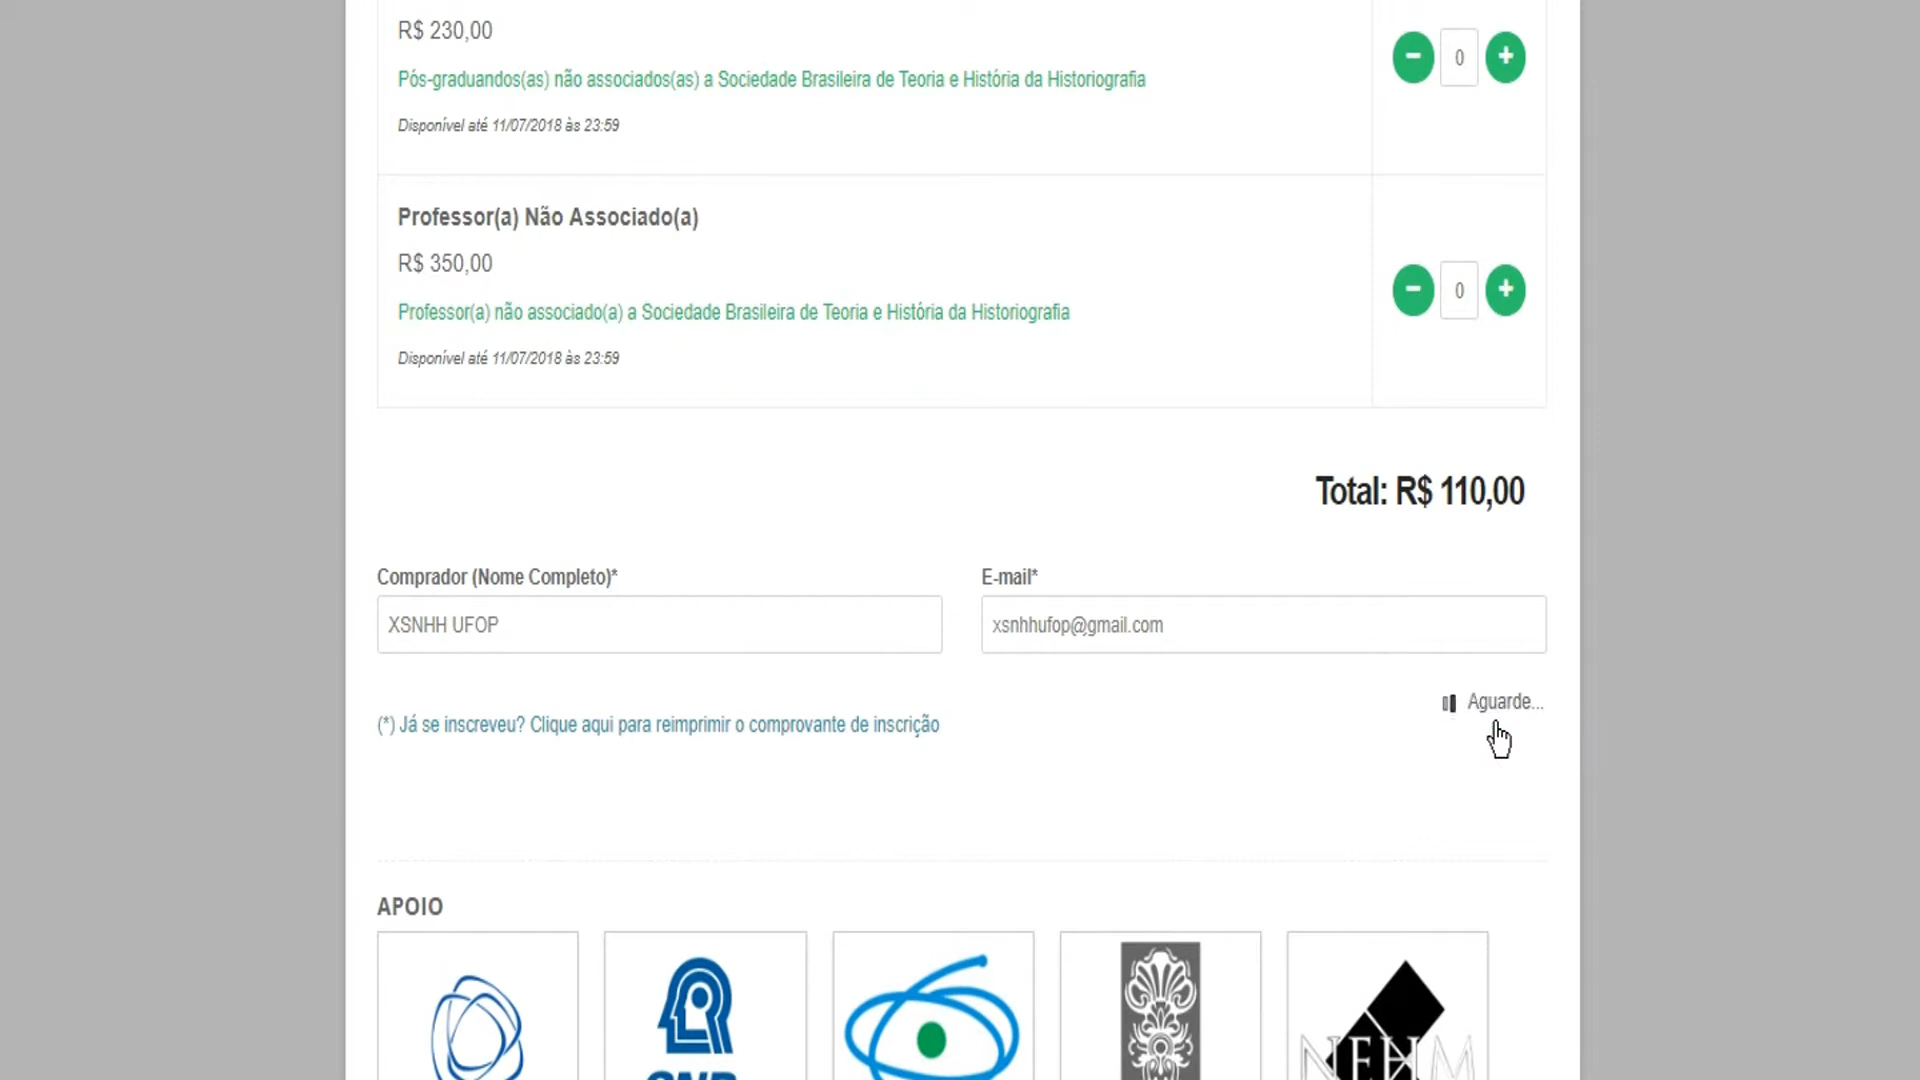 R$ 230,00
Pós-graduandos(as) não associados(as) a Sociedade Brasileira de Teoria e História da Historiografia
Disponível até 11/07/2018 às 23:59
0
Professor(a) Não Associado(a)
R$ 350,00
Professor(a) não associado(a) a Sociedade Brasileira de Teoria e História da Historiografia
Disponível até 11/07/2018 às 23:59
0
Total: R$ 110,00
Comprador (Nome Completo)*
E-mail*
XSNHH UFOP
xsnhhufop@gmail.com
Aguarde...
(*) Já se inscreveu? Clique aqui para reimprimir o comprovante de inscrição
APOIO
NEHM